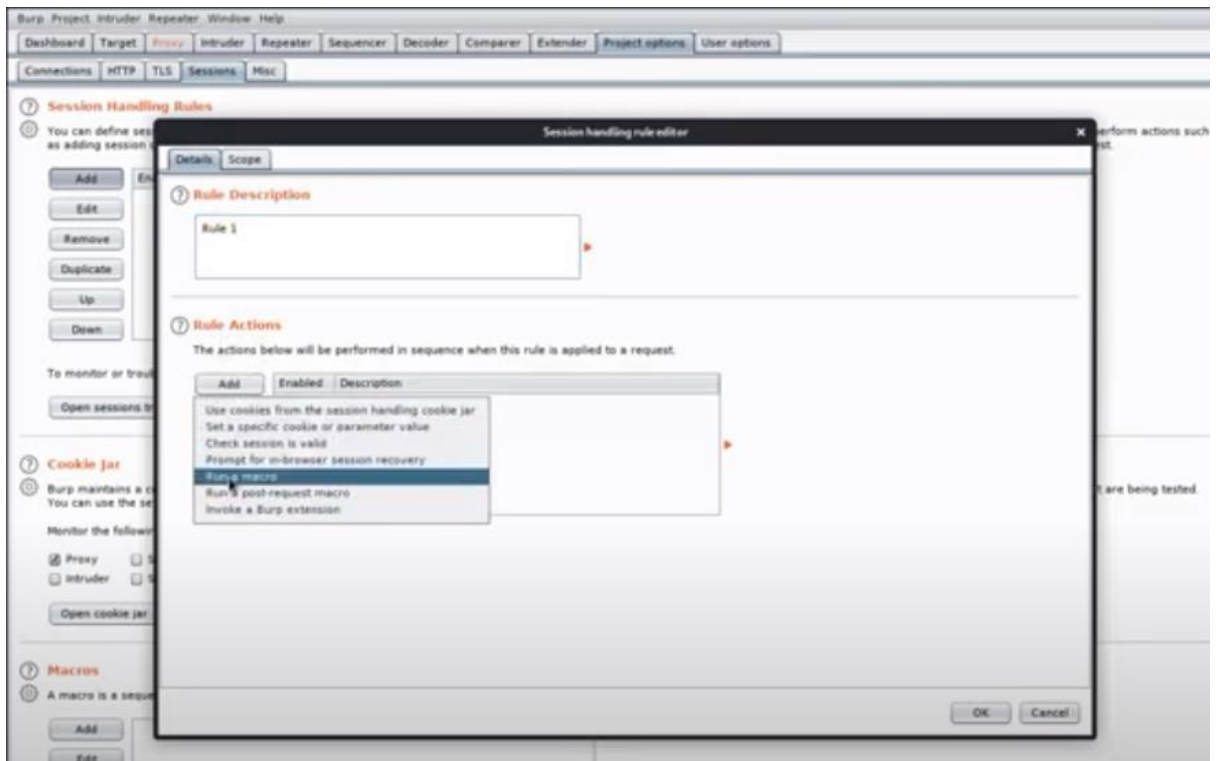 Burp Project Intruder Repeater Window Help
Dashboard Target Proxy Intruder Repeater Sequencer Decoder Comparer Extender Project options User options
Connections HTTP TLS Sessions Misc
Session Handling Rules
You can define ses
as adding session
erform actions such
est.
Session handling rule editor
Details Scope
Add En
Edit
Remove
Duplicate
Up
Down
To monitor or troub
Open sessions tr
Rule Description
Rule 1
Rule Actions
The actions below will be performed in sequence when this rule is applied to a request.
Add Enabled Description
Use cookies from the session handling cookie jar
Set a specific cookie or parameter value
Check session is valid
Prompt for in-browser session recovery
Run a macro
Run a post-request macro
Invoke a Burp extension
Cookie Jar
Burp maintains a c
You can use the se
t are being tested.
Monitor the followin
Proxy S
Intruder S
Open cookie jar
Macros
A macro is a seque
Add
Edit
OK Cancel